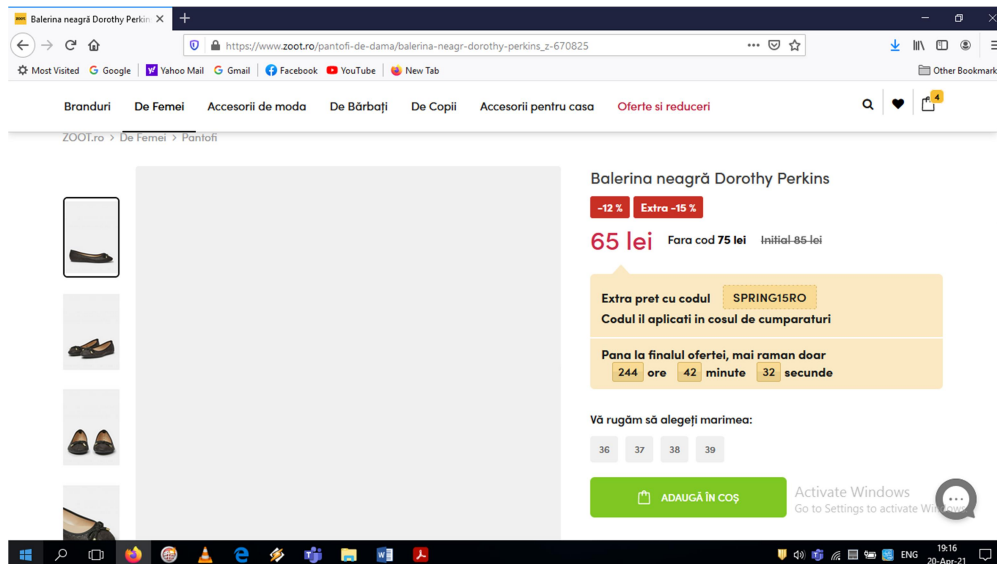 ZOOT. Balerina neagră Dorothy Perkin
https://www.zoot.ro/pantofi-de-dama/balerina-neagr-dorothy-perkins_z-670825
Most Visited Google Yahoo Mail Gmail Facebook YouTube New Tab Other Bookmark
Branduri De Femei Accesorii de moda De Bărbați De Copii Accesorii pentru casa Oferte si reduceri 4
ZOOT.ro > De Femei > Pantofi
Balerina neagră Dorothy Perkins
-12 % Extra -15 %
65 lei Fara cod 75 lei Initial 85 lei
Extra pret cu codul SPRING15RO
Codul il aplicati in cosul de cumparaturi
Pana la finalul ofertei, mai raman doar
244 ore 42 minute 32 secunde
Vă rugăm să alegeți marimea:
36 37 38 39
ADAUGĂ ÎN COȘ
Activate Windows
Go to Settings to activate Windows.
ENG 19:16
20-Apr-21